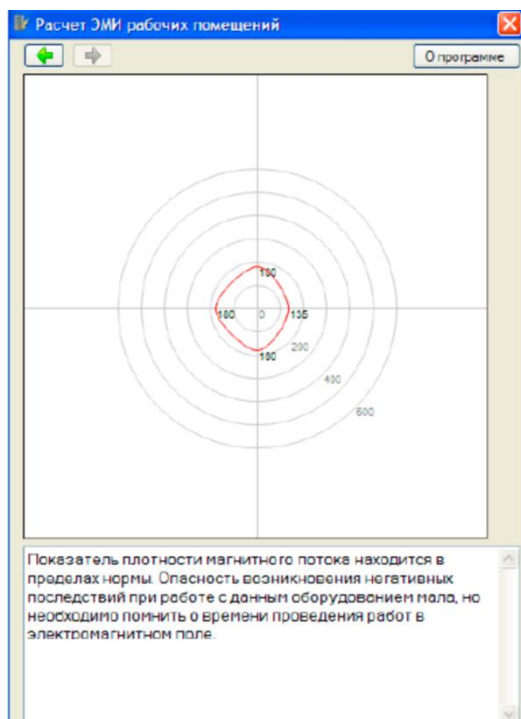 Расчет ЭМИ рабочих помещений
О программе
180
180 0 135
180 200
400
600
Показатель плотности магнитного потока находится в
пределах нормы. Опасность возникновения негативных
последствий при работе с данным оборудованием мала, но
необходимо помнить о времени проведения работ в
электромагнитном поле.